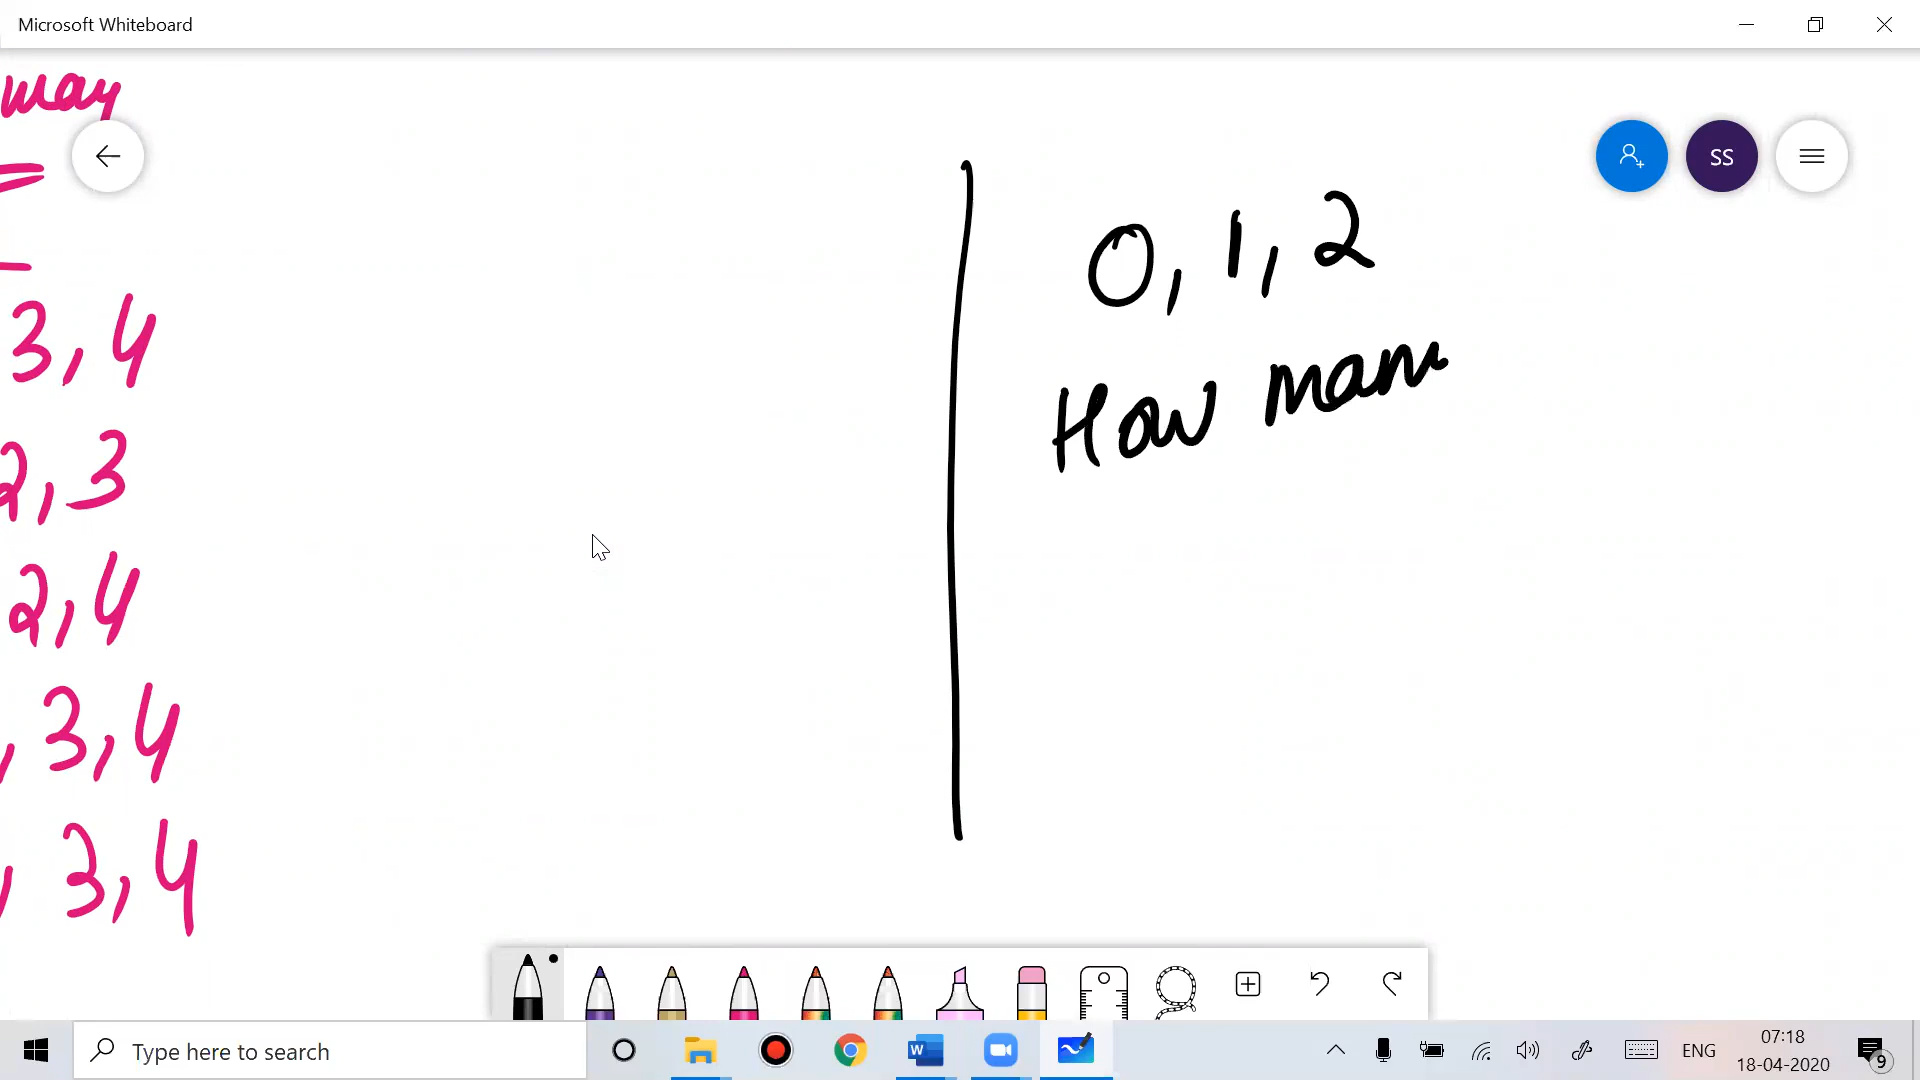 Microsoft Whiteboard
may
SS
0, 1, 2
3, 4
How man
2, 3
2, 4
, 3, 4
, 3, 4
Type here to search
ENG
07:18
18-04-2020
9